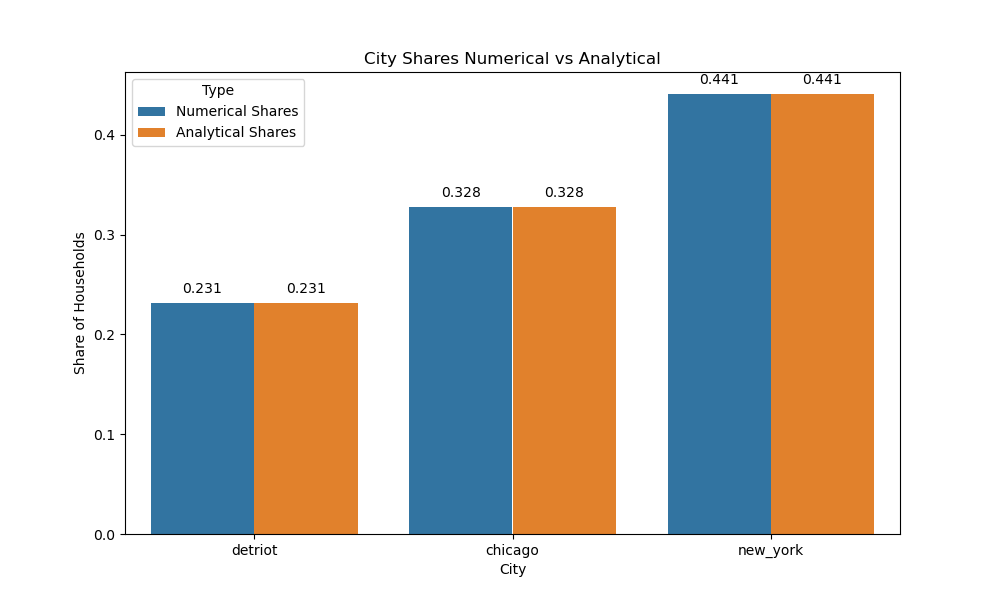 City Shares Numerical vs Analytical
Type
Numerical Shares
Analytical Shares
0.441 0.441
0.328 0.328
0.231 0.231
Share of Households
0.4
0.3
0.2
0.1
0.0
detriot chicago new_york
City